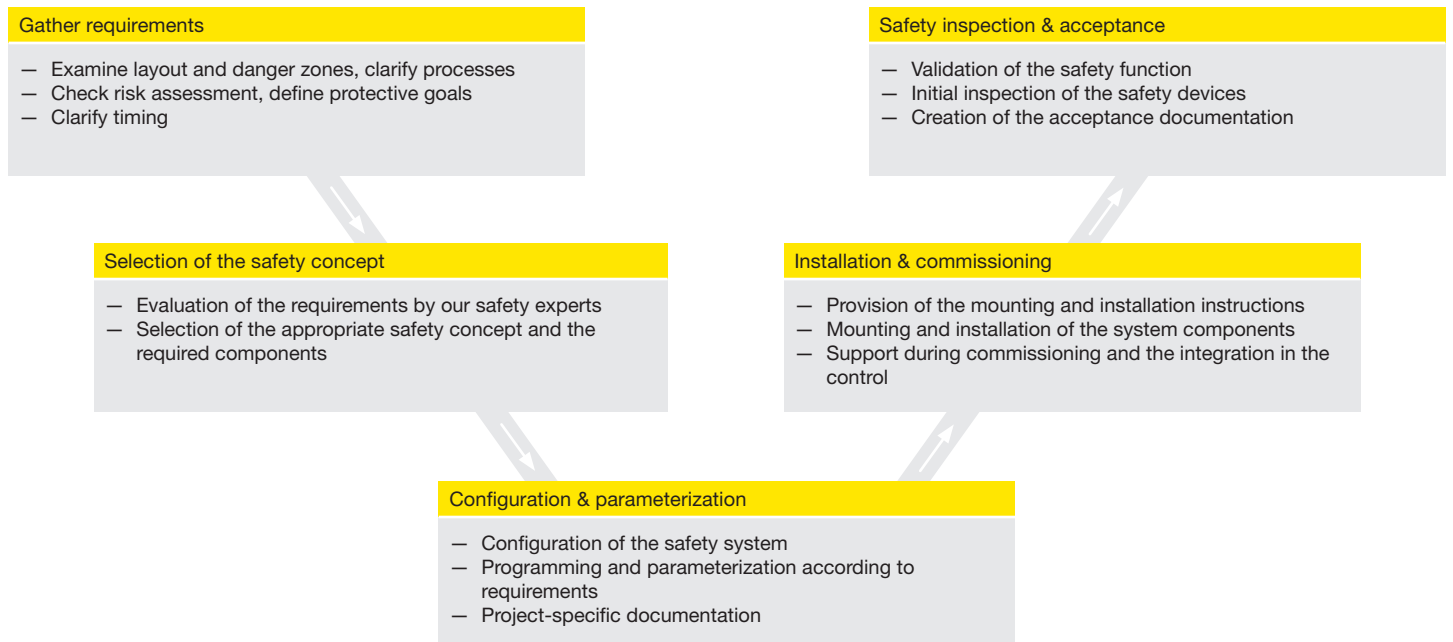 Gather requirements
— Examine layout and danger zones, clarify processes
— Check risk assessment, define protective goals
— Clarify timing
Selection of the safety concept
— Evaluation of the requirements by our safety experts
— Selection of the appropriate safety concept and the
required components
Configuration & parameterization
— Configuration of the safety system
— Programming and parameterization according to
requirements
— Project-specific documentation
Installation & commissioning
— Provision of the mounting and installation instructions
— Mounting and installation of the system components
— Support during commissioning and the integration in the
control
Safety inspection & acceptance
— Validation of the safety function
— Initial inspection of the safety devices
— Creation of the acceptance documentation